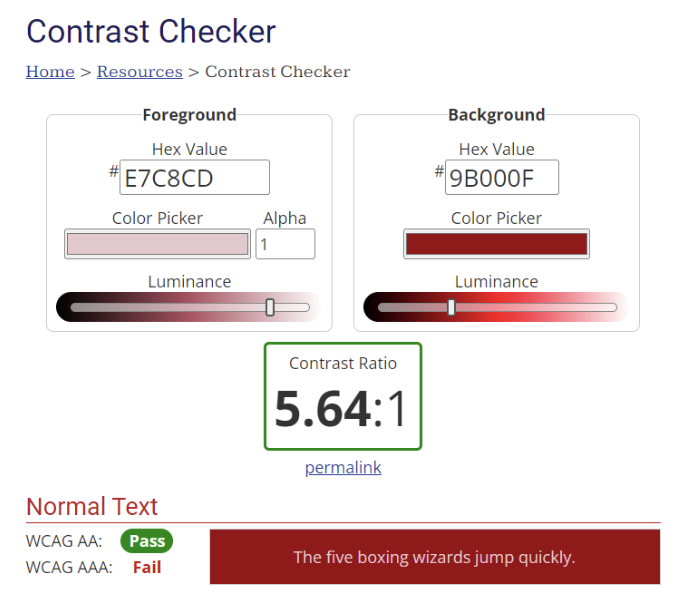 Contrast Checker
Home > Resources > Contrast Checker
Foreground
Hex Value
# E7C8CD
Color Picker Alpha
1
Luminance
Background
Hex Value
# 9B000F
Color Picker
Luminance
Contrast Ratio
5.64:1
permalink
Normal Text
WCAG AA: Pass
WCAG AAA: Fail
The five boxing wizards jump quickly.